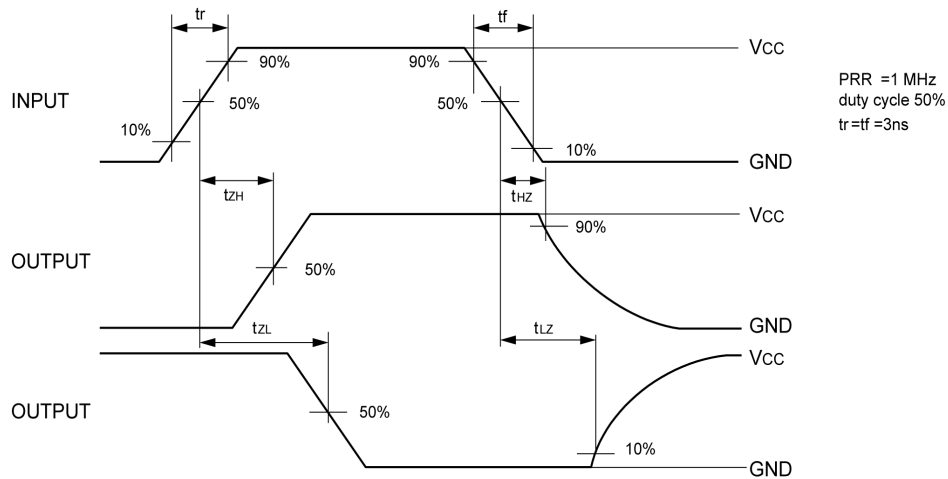 tr
tf
VCC
90%
90%
PRR =1 MHz
INPUT
50%
50%
duty cycle 50%
tr=tf =3ns
10%
10%
GND
tZH
tHZ
VCC
90%
OUTPUT
50%
tZL
tLZ
GND
VCC
OUTPUT
50%
10%
GND